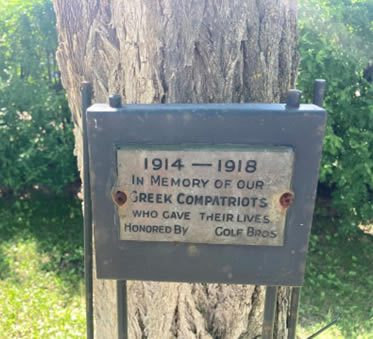 1914 — 1918
IN MEMORY OF OUR
GREEK COMPATRIOTS
WHO GAVE THEIR LIVES
HONORED BY GOLF BROS